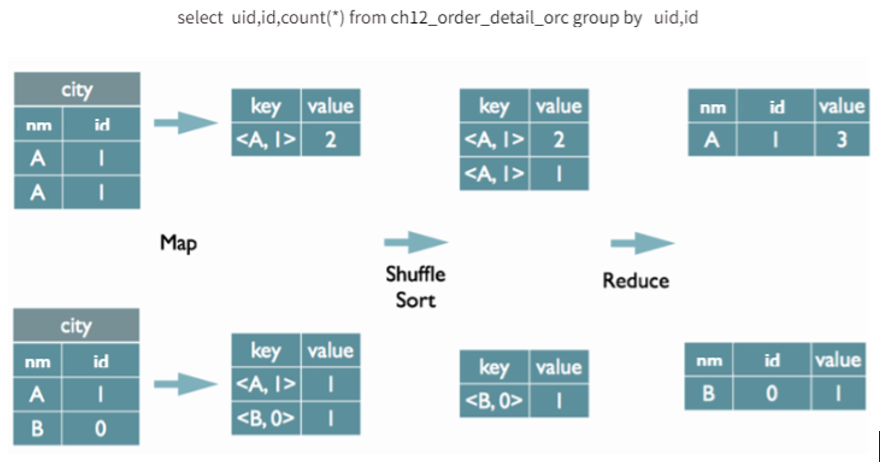 select uid,id,count(*) from ch12_order_detail_orc group by uid,id
city
nm id
A 1
A 1
key value
<A, 1> 2
key value
<A, 1> 2
<A, 1> 1
nm id value
A 1 3
Map
Shuffle
Sort
Reduce
city
nm id
A 1
B 0
key value
<A, 1> 1
<B, 0> 1
key value
<B, 0> 1
nm id value
B 0 1